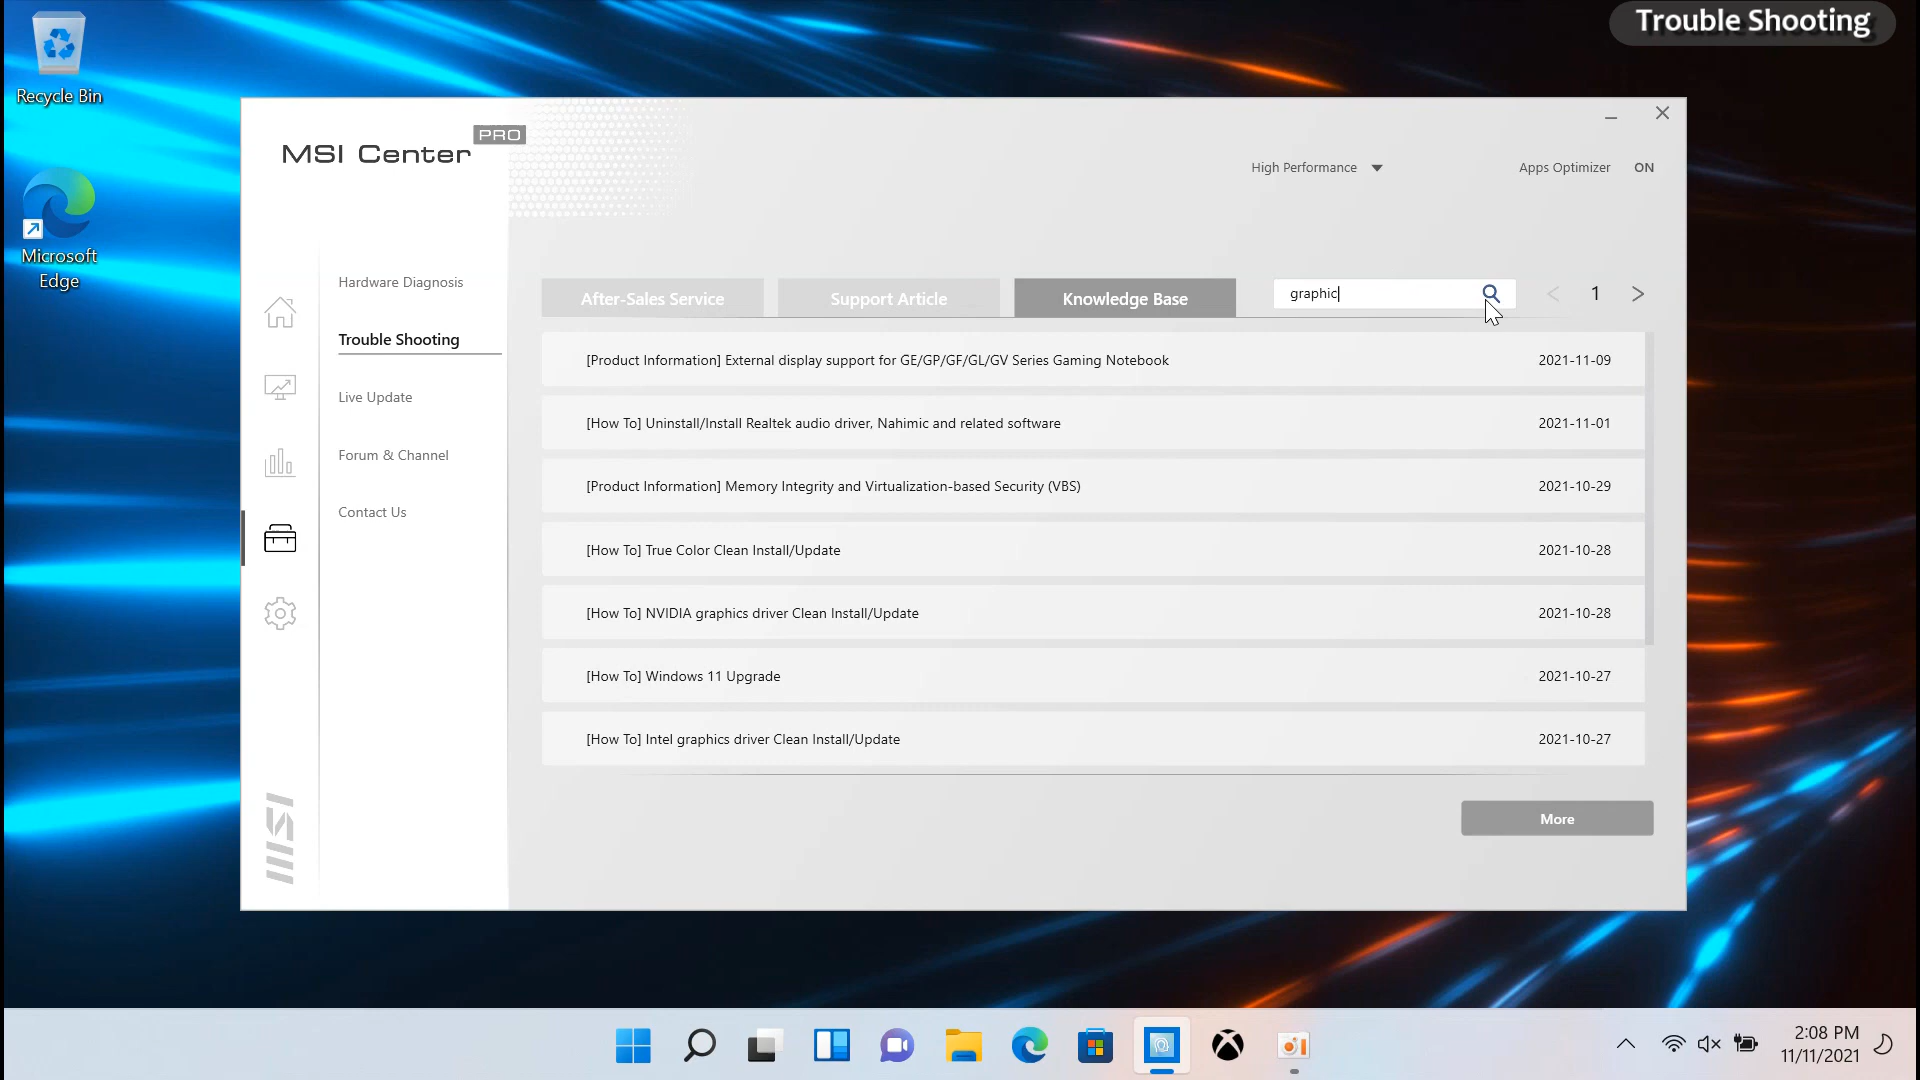 Trouble Shooting
Recycle Bin
Microsoft
Edge
MSI Center
PRO
High Performance
Apps Optimizer ON
Hardware Diagnosis
Trouble Shooting
Live Update
Forum & Channel
Contact Us
After-Sales Service
Support Article
Knowledge Base
graphic
< 1 >
[Product Information] External display support for GE/GP/GF/GL/GV Series Gaming Notebook 2021-11-09
[How To] Uninstall/Install Realtek audio driver, Nahimic and related software 2021-11-01
[Product Information] Memory Integrity and Virtualization-based Security (VBS) 2021-10-29
[How To] True Color Clean Install/Update 2021-10-28
[How To] NVIDIA graphics driver Clean Install/Update 2021-10-28
[How To] Windows 11 Upgrade 2021-10-27
[How To] Intel graphics driver Clean Install/Update 2021-10-27
More
msi
2:08 PM
11/11/2021